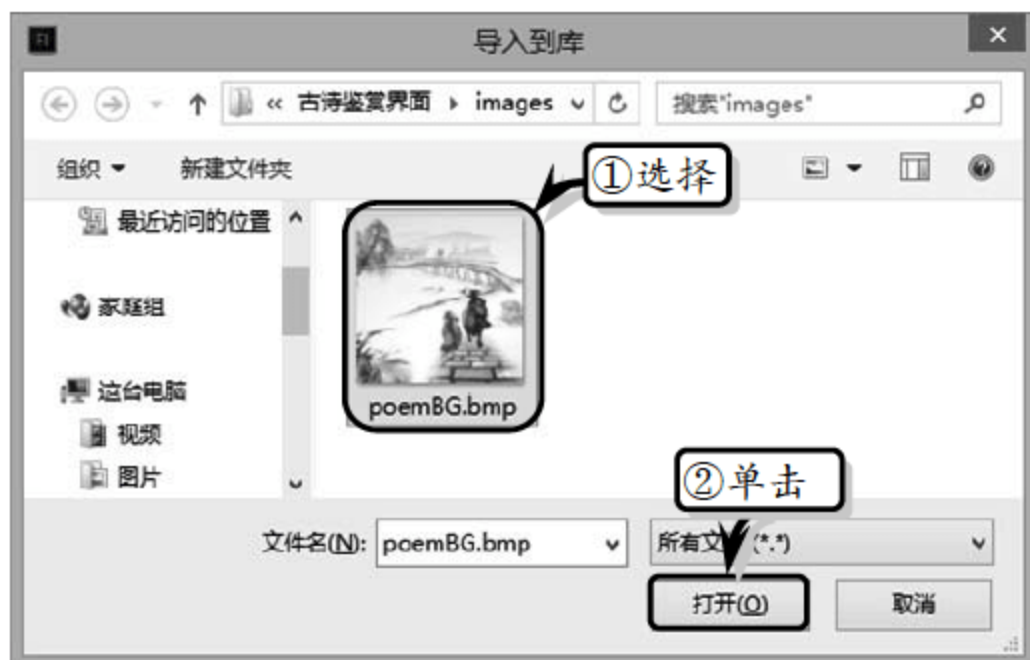 Fl
导入到库
« 古诗鉴赏界面 ▸ images
搜索"images"
组织
新建文件夹
①选择
最近访问的位置
家庭组
这台电脑
视频
图片
poemBG.bmp
②单击
文件名(N): poemBG.bmp
所有文 (*.*)
打开(O)
取消